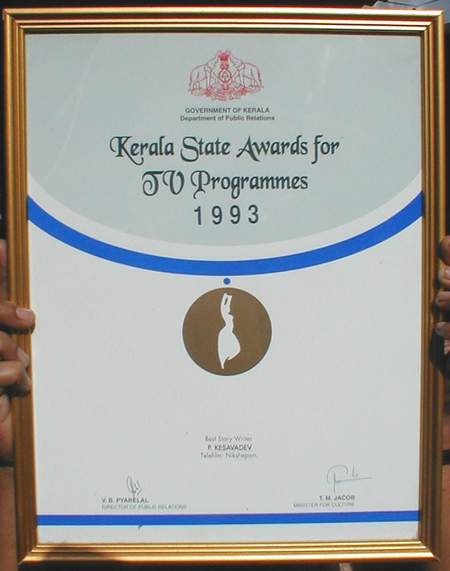 GOVERNMENT OF KERALA
Department of Public Relations
Kerala State Awards for
TV Programmes
1993
Best Story Writer
P. KESAVADEV
Telefilm: Nikshepam
V. B. PYARELAL
DIRECTOR OF PUBLIC RELATIONS
T. M. JACOB
MINISTER FOR CULTURE